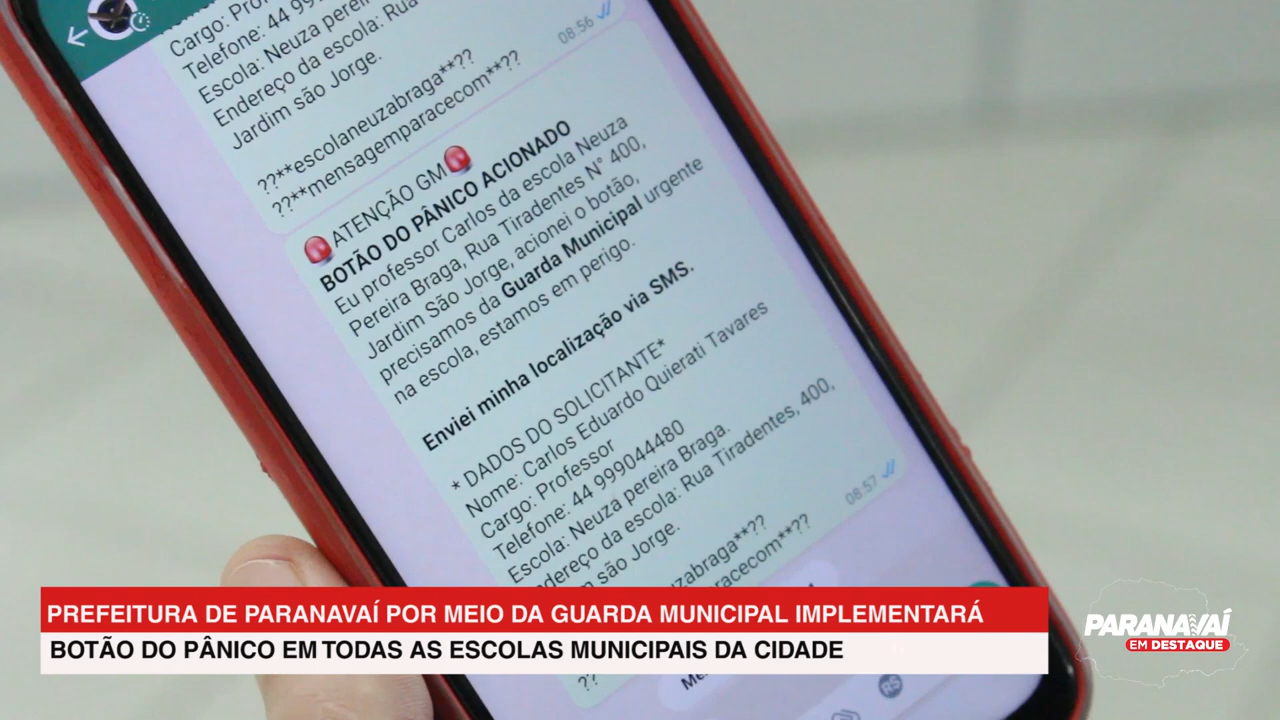 Cargo: Prof
Telefone: 44 999
Escola: Neuza pereira
Endereço da escola: Rua
Jardim são Jorge.
08:56
??**escolaneuzabraga**??
??**mensagemparacecom**??
ATENÇÃO GM
BOTÃO DO PÂNICO ACIONADO
Eu professor Carlos da escola Neuza
Pereira Braga, Rua Tiradentes N° 400,
Jardim São Jorge, acionei o botão,
precisamos da Guarda Municipal urgente
na escola, estamos em perigo.
Enviei minha localização via SMS.
* DADOS DO SOLICITANTE*
Nome: Carlos Eduardo Quierati Tavares
Cargo: Professor
Telefone: 44 999044480
Escola: Neuza pereira Braga.
ndereço da escola: Rua Tiradentes, 400,
m são Jorge.
08:57
uzabraga**??
paracecom**??
??
R$
PREFEITURA DE PARANAVAÍ POR MEIO DA GUARDA MUNICIPAL IMPLEMENTARÁ
BOTÃO DO PÂNICO EM TODAS AS ESCOLAS MUNICIPAIS DA CIDADE
PARANAVAÍ
EM DESTAQUE